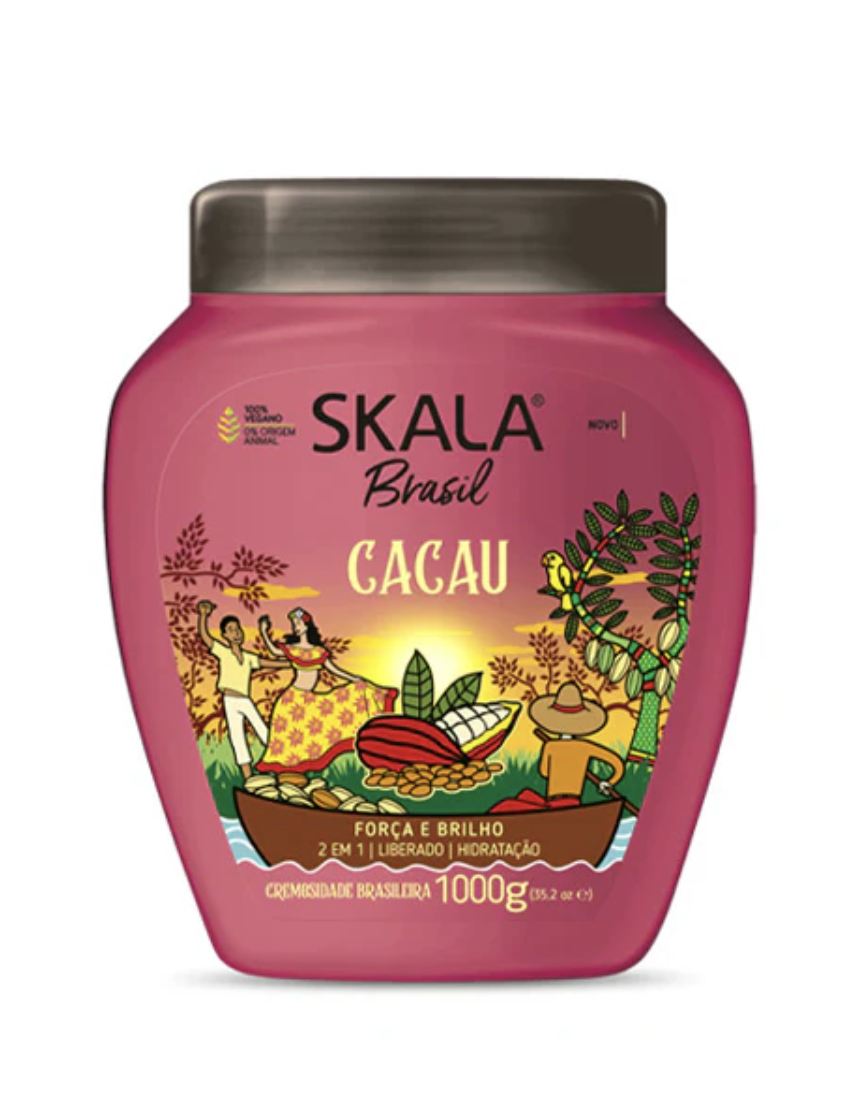 100%
VEGANO
0% ORIGEM
ANIMAL
SKALA®
Brasil
NOVO
CACAU
FORÇA E BRILHO
2 EM 1 | LIBERADO | HIDRATAÇÃO
CREMOSIDADE BRASILEIRA 1000g (35.2 oz ℮)